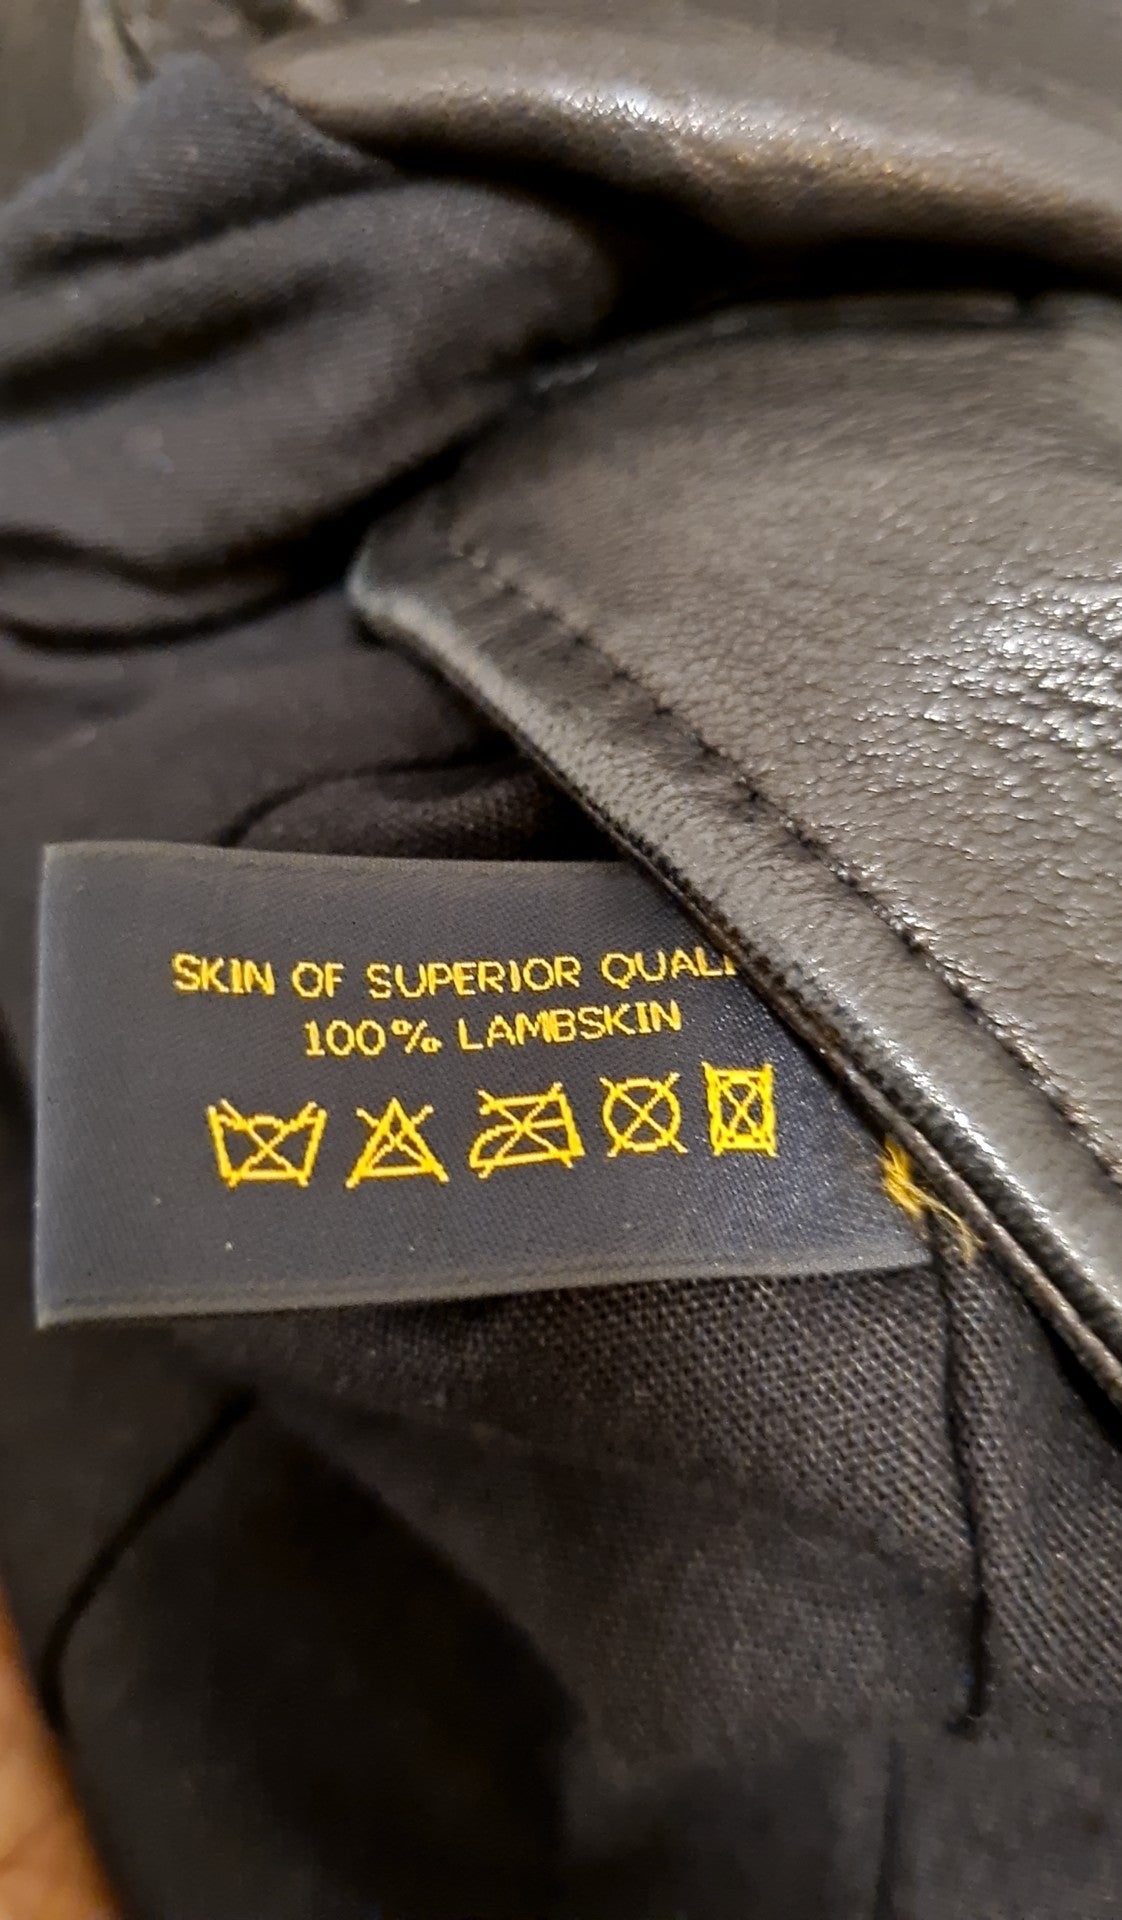 SKIN OF SUPERIOR QUALI
100% LAMBSKIN